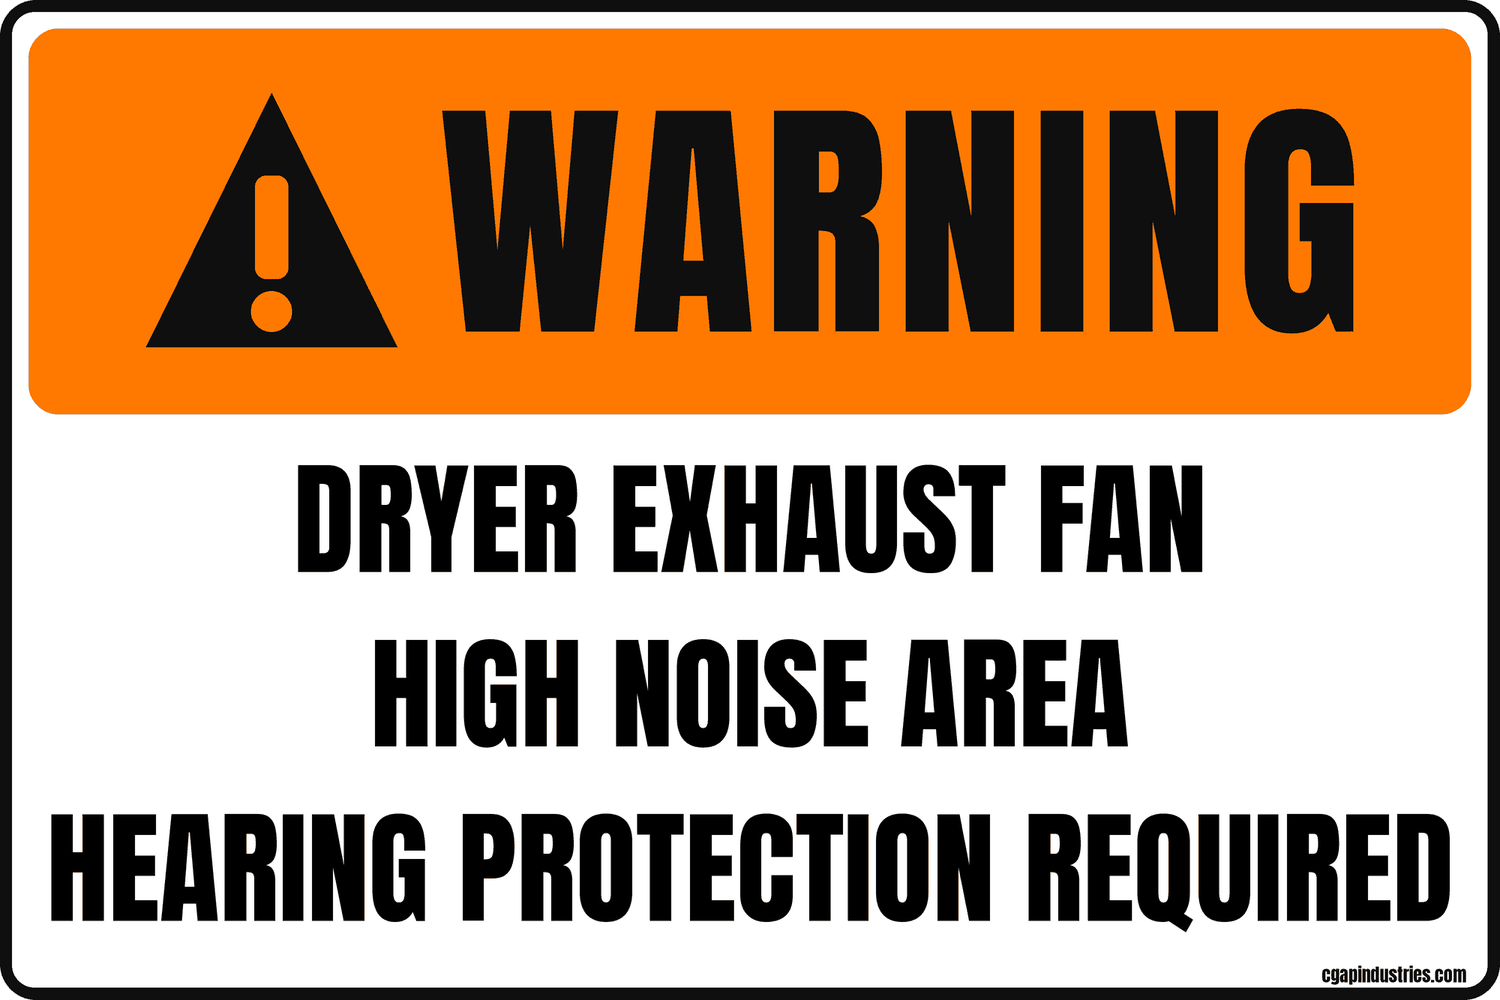 WARNING
DRYER EXHAUST FAN
HIGH NOISE AREA
HEARING PROTECTION REQUIRED
cgapindustries.com